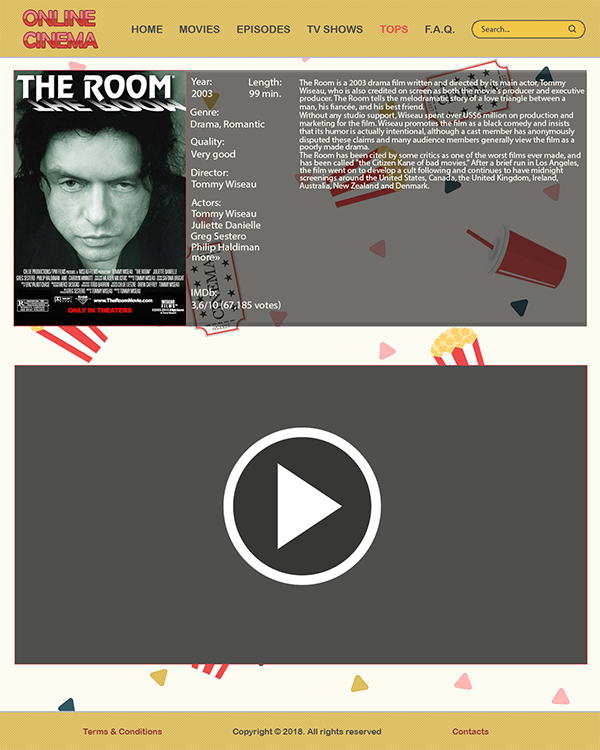 ONLINE
CINEMA
HOME MOVIES EPISODES TV SHOWS TOPS F.A.Q. Search...
THE ROOM
ONLY IN THEATERS
www.TheRoomMovie.com
Year: Length:
2003 99 min.
Genre:
Drama, Romantic
Quality:
Very good
Director:
Tommy Wiseau
Actors:
Tommy Wiseau
Juliette Danielle
Greg Sestero
Philip Haldiman
more»
IMDb:
3,6/10 (67,185 votes)
The Room is a 2003 drama film written and directed by its main actor, Tommy
Wiseau, who is also credited on screen as both the movie's producer and executive
producer. The Room tells the melodramatic story of a love triangle between a
man, his fiancée, and his best friend.
Without any studio support, Wiseau spent over US$6 million on production and
marketing for the film. Wiseau promotes the film as a black comedy and insists
that its humor is actually intentional, although a cast member has anonymously
disputed these claims and many audience members generally view the film as a
poorly made drama.
The Room has been cited by some critics as one of the worst films ever made, and
has been called "the Citizen Kane of bad movies." After a brief run in Los Angeles,
the film went on to develop a cult following and continues to have midnight
screenings around the United States, Canada, the United Kingdom, Ireland,
Australia, New Zealand and Denmark.
CINEMA
Terms & Conditions Copyright © 2018. All rights reserved Contacts